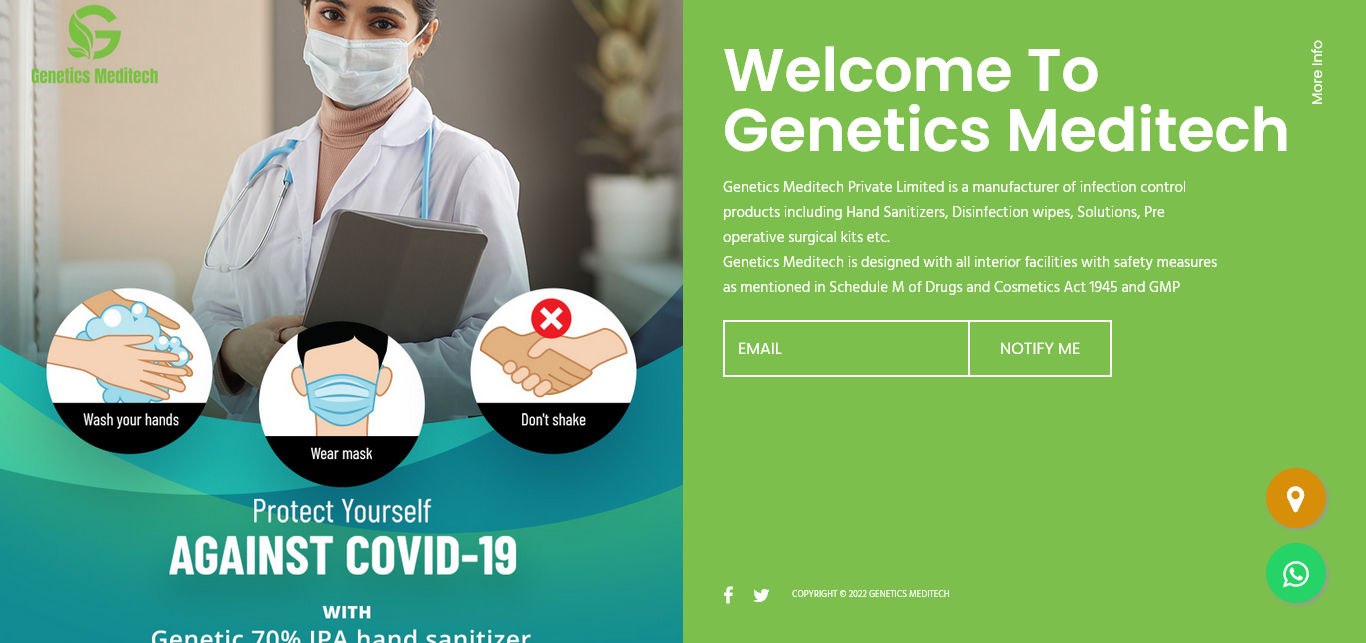 Genetics Meditech
Wash your hands
Wear mask
Don't shake
Protect Yourself
AGAINST COVID-19
WITH
Genetic 70% IPA hand sanitizer
More Info
Welcome To
Genetics Meditech
Genetics Meditech Private Limited is a manufacturer of infection control
products including Hand Sanitizers, Disinfection wipes, Solutions, Pre
operative surgical kits etc.
Genetics Meditech is designed with all interior facilities with safety measures
as mentioned in Schedule M of Drugs and Cosmetics Act 1945 and GMP
EMAIL
NOTIFY ME
COPYRIGHT © 2022 GENETICS MEDITECH